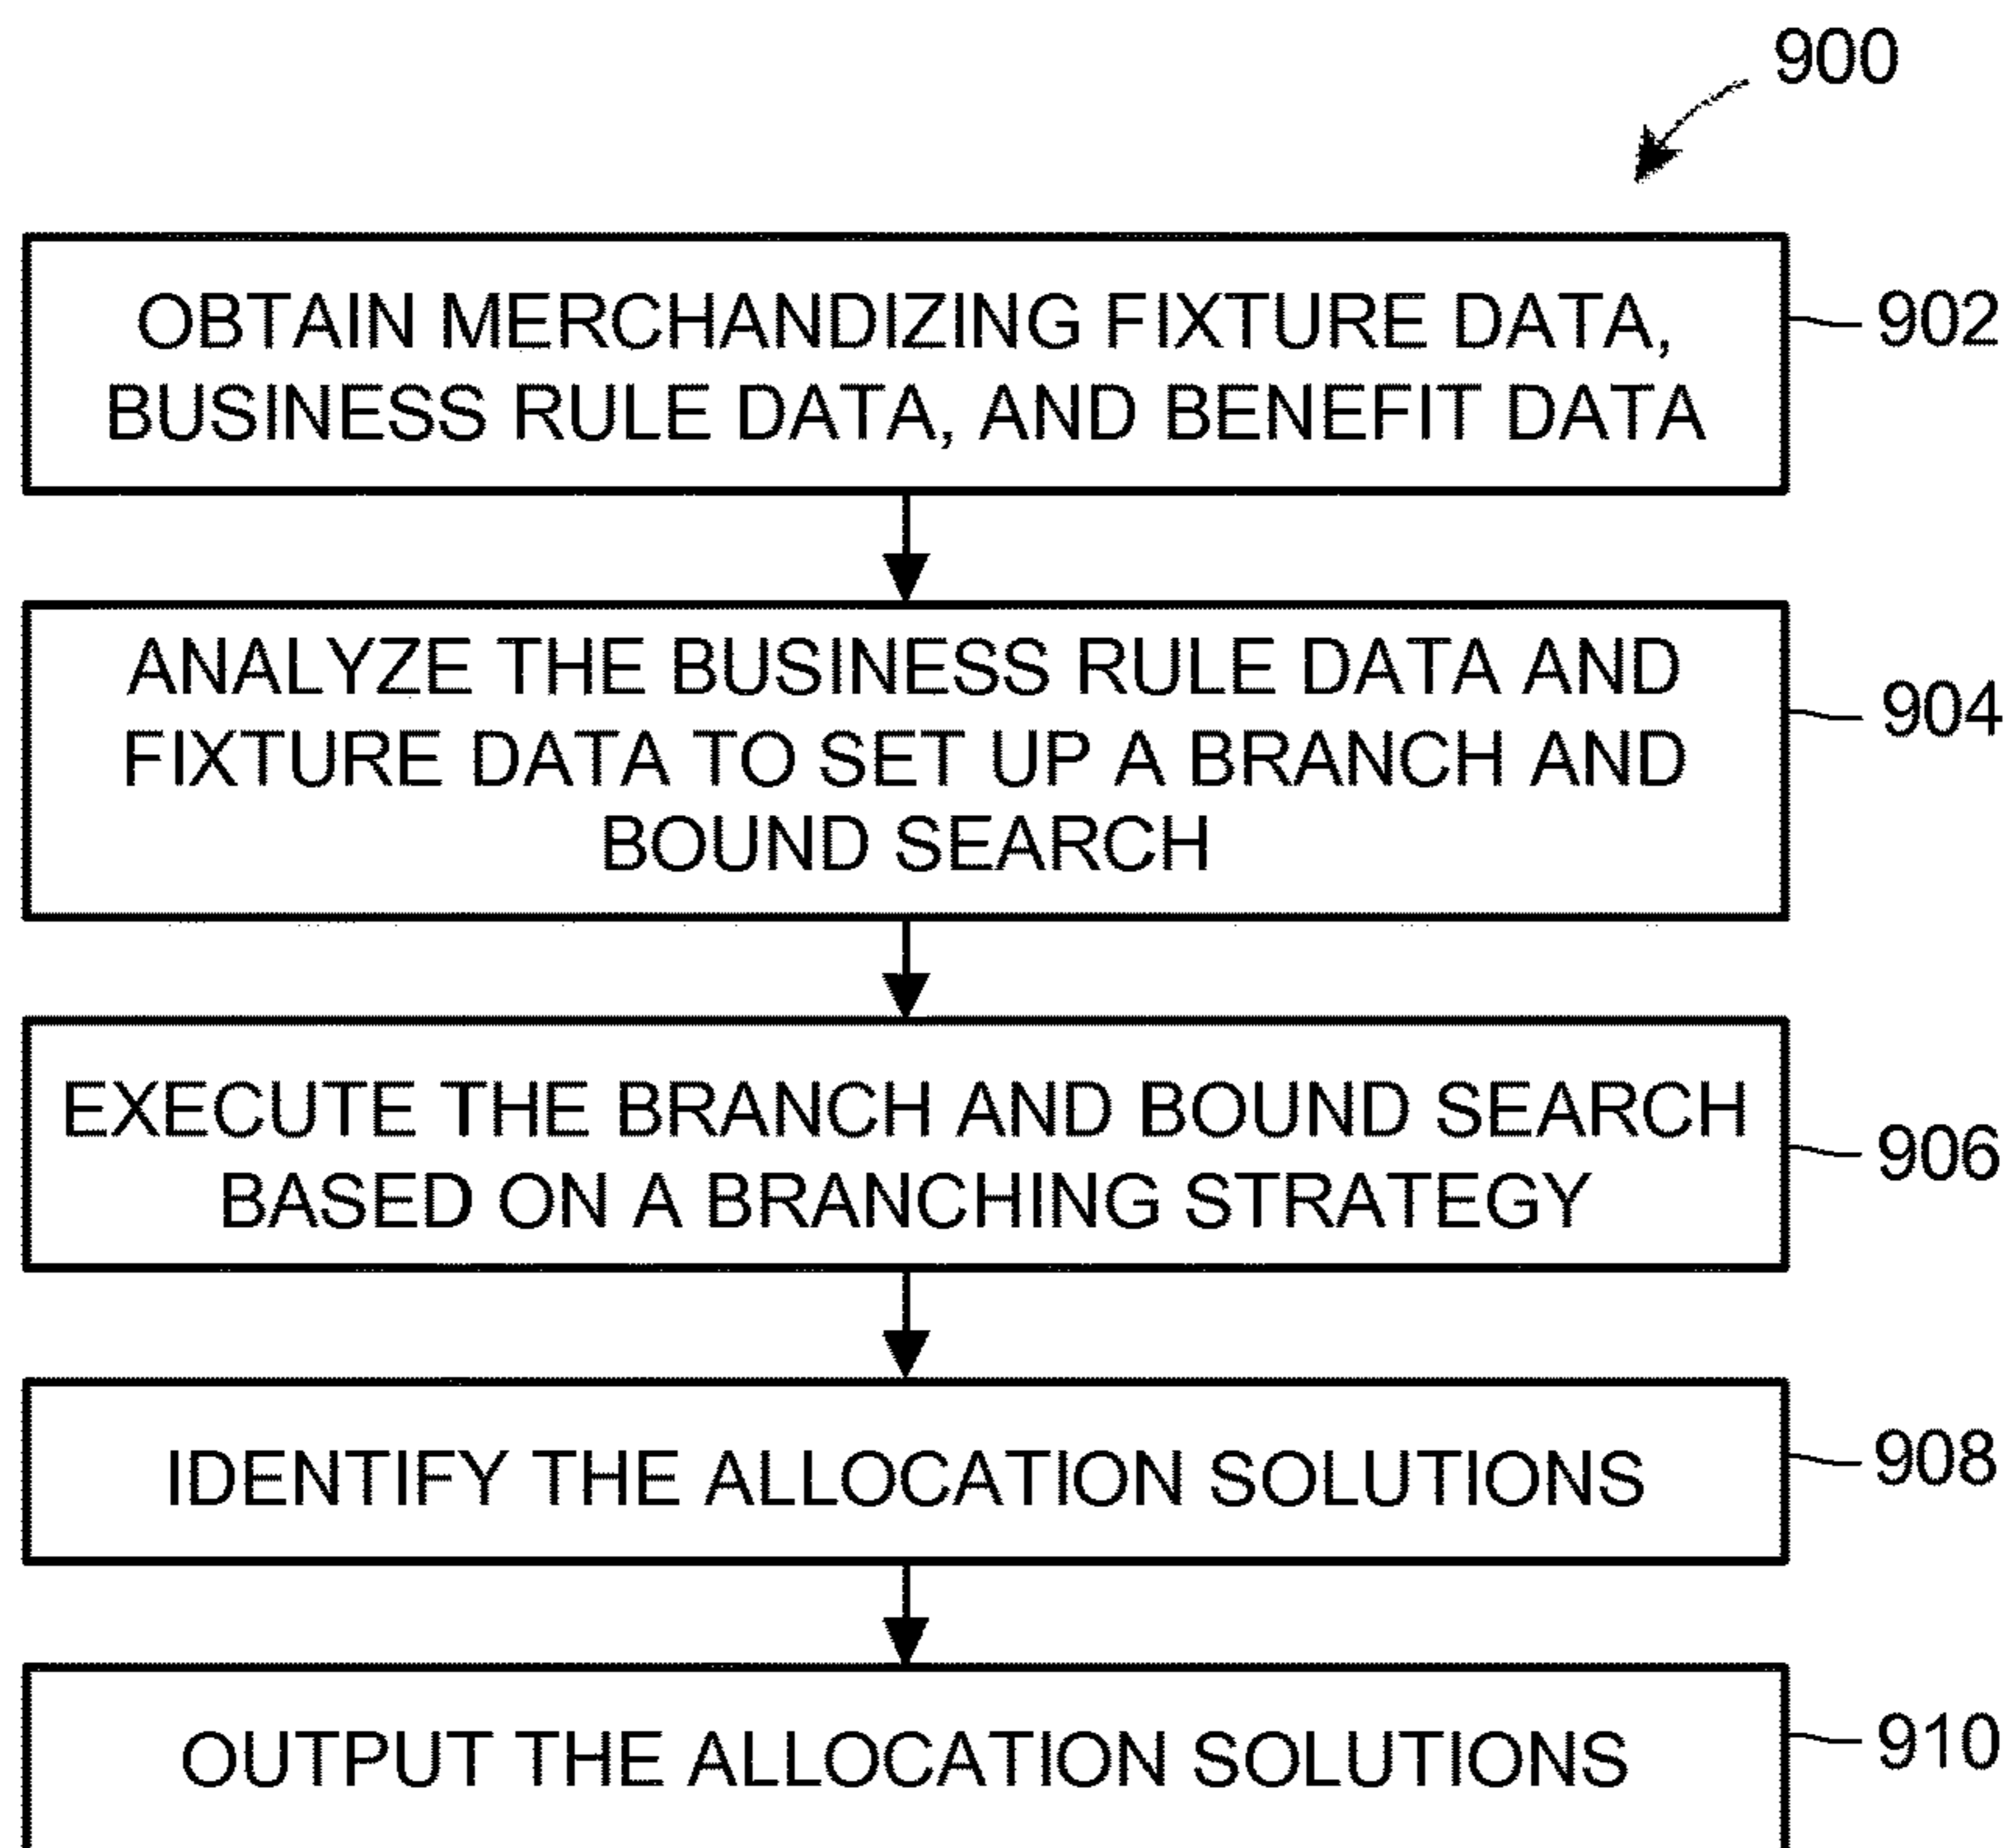 900
OBTAIN MERCHANDIZING FIXTURE DATA,
BUSINESS RULE DATA, AND BENEFIT DATA
902
ANALYZE THE BUSINESS RULE DATA AND
FIXTURE DATA TO SET UP A BRANCH AND
BOUND SEARCH
904
EXECUTE THE BRANCH AND BOUND SEARCH
BASED ON A BRANCHING STRATEGY
906
IDENTIFY THE ALLOCATION SOLUTIONS
908
OUTPUT THE ALLOCATION SOLUTIONS
910